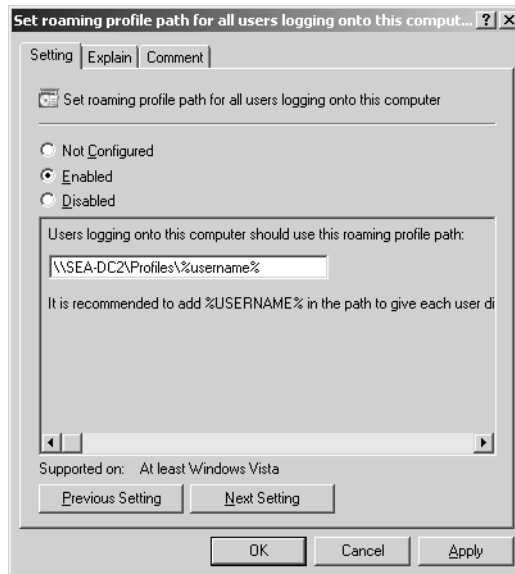 Set roaming profile path for all users logging onto this comput...
Setting Explain Comment
Set roaming profile path for all users logging onto this computer
Not Configured
Enabled
Disabled
Users logging onto this computer should use this roaming profile path:
\\SEA-DC2\Profiles\%username%
It is recommended to add %USERNAME% in the path to give each user di
Supported on: At least Windows Vista
Previous Setting Next Setting
OK Cancel Apply